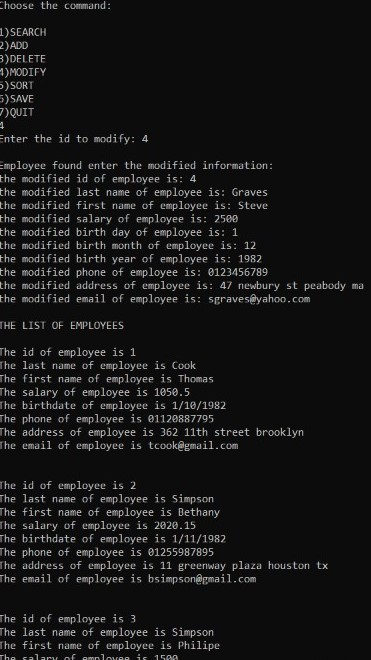 Choose the command:
1)SEARCH
2)ADD
3)DELETE
4)MODIFY
5)SORT
6)SAVE
7)QUIT
4
Enter the id to modify: 4
Employee found enter the modified information:
the modified id of employee is: 4
the modified last name of employee is: Graves
the modified first name of employee is: Steve
the modified salary of employee is: 2500
the modified birth day of employee is: 1
the modified birth month of employee is: 12
the modified birth year of employee is: 1982
the modified phone of employee is: 0123456789
the modified address of employee is: 47 newbury st peabody ma
the modified email of employee is: sgraves@yahoo.com
THE LIST OF EMPLOYEES
The id of employee is 1
The last name of employee is Cook
The first name of employee is Thomas
The salary of employee is 1050.5
The birthdate of employee is 1/10/1982
The phone of employee is 01120887795
The address of employee is 362 11th street brooklyn
The email of employee is tcook@gmail.com
The id of employee is 2
The last name of employee is Simpson
The first name of employee is Bethany
The salary of employee is 2020.15
The birthdate of employee is 1/11/1982
The phone of employee is 01255987895
The address of employee is 11 greenway plaza houston tx
The email of employee is bsimpson@gmail.com
The id of employee is 3
The last name of employee is Simpson
The first name of employee is Philipe
The salary of employee is 1500